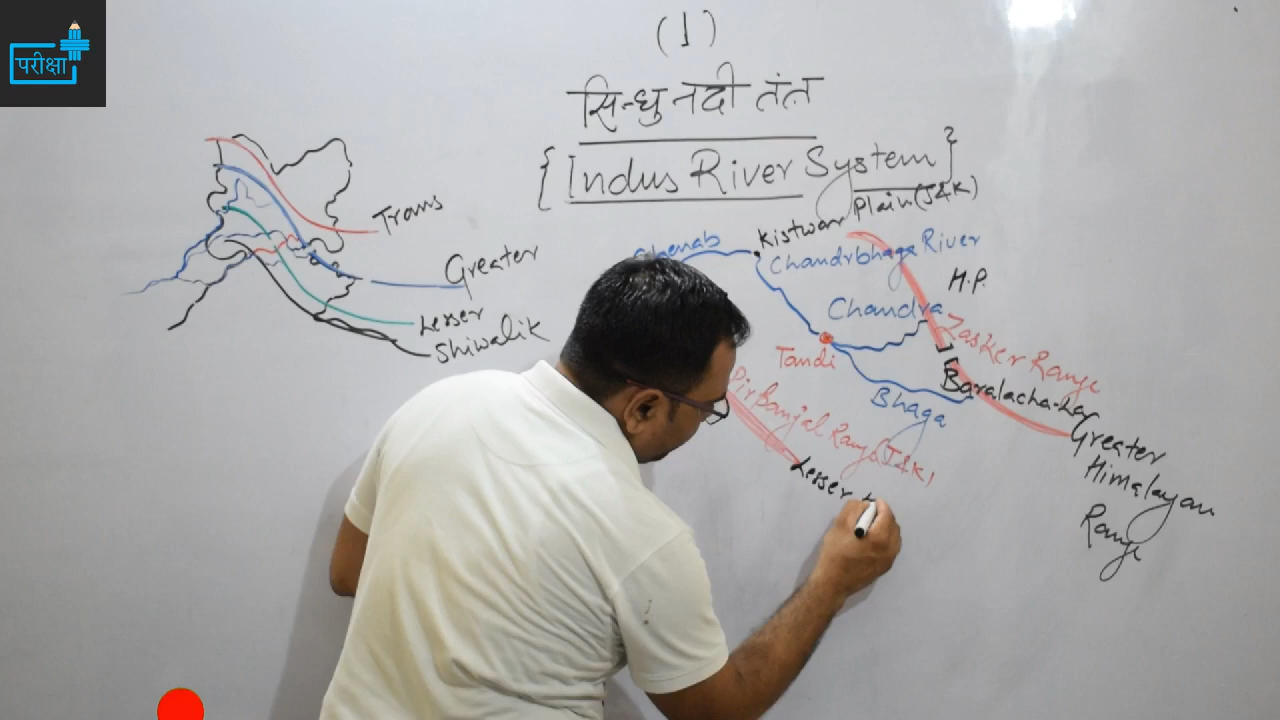 परीक्षा
(1)
सिन्धु नदी तंत्र
{Indus River System}
Trans
Greater
Lesser
Shiwalik
Chenab
Kistwar Plain (J&K)
Chandrbhaga River
H.P.
Chandra
Zasker Range
Tandi
Baralacha-La
Bhaga
Pir Panjal Range (J&K)
Greater
Himalayan
Range
Lesser H